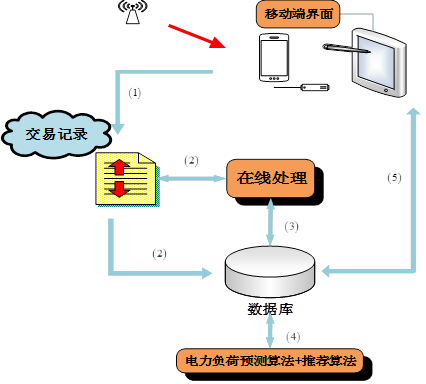 移动端界面
(1)
交易记录
(2)
在线处理
(5)
(3)
(2)
数据库
(4)
电力负荷预测算法+推荐算法